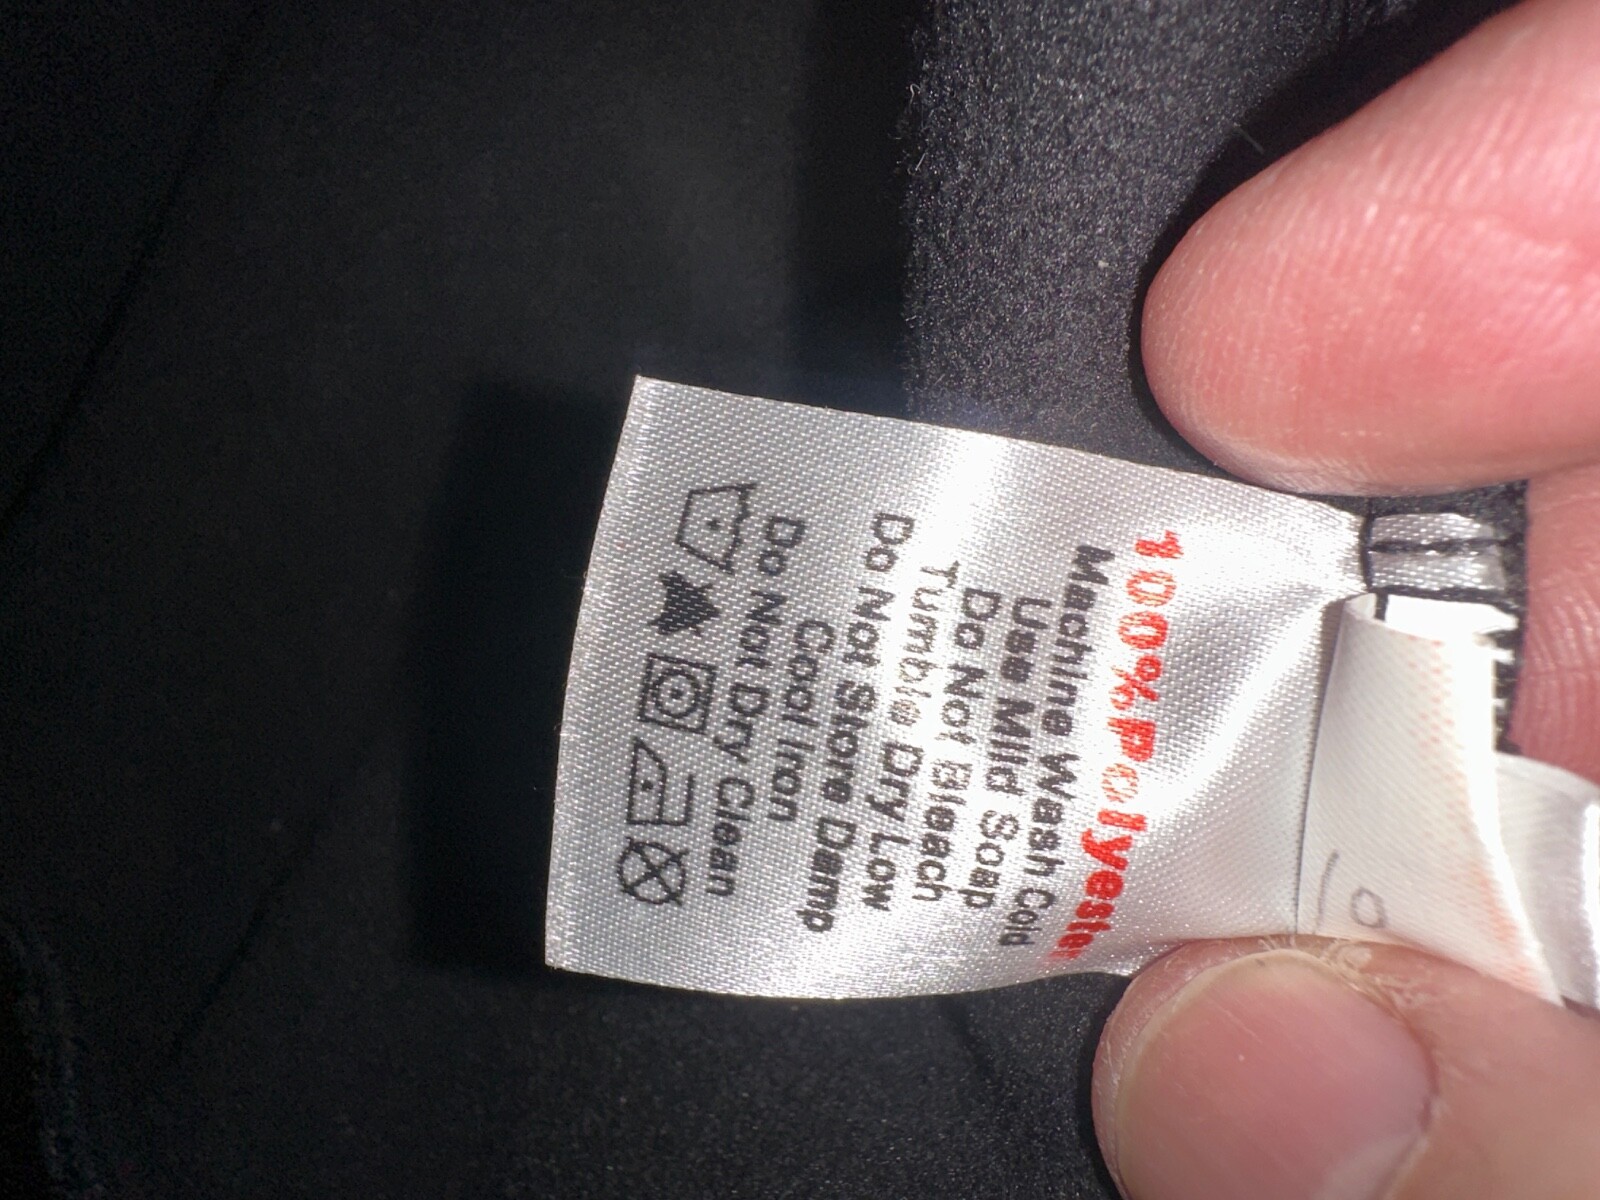 100%Polyester
Machine Wash Cold
Use Mild Soap
Do Not Bleach
Tumble Dry Low
Do Not Store Damp
Cool Iron
Do Not Dry Clean